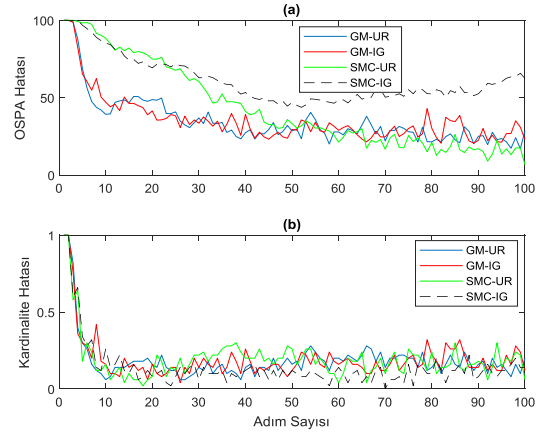 (a)
100
50
0
OSPA Hatası
GM-UR
GM-IG
SMC-UR
SMC-IG
0 10 20 30 40 50 60 70 80 90 100
(b)
1
0.5
0
Kardinalite Hatası
GM-UR
GM-IG
SMC-UR
SMC-IG
0 10 20 30 40 50 60 70 80 90 100
Adım Sayısı